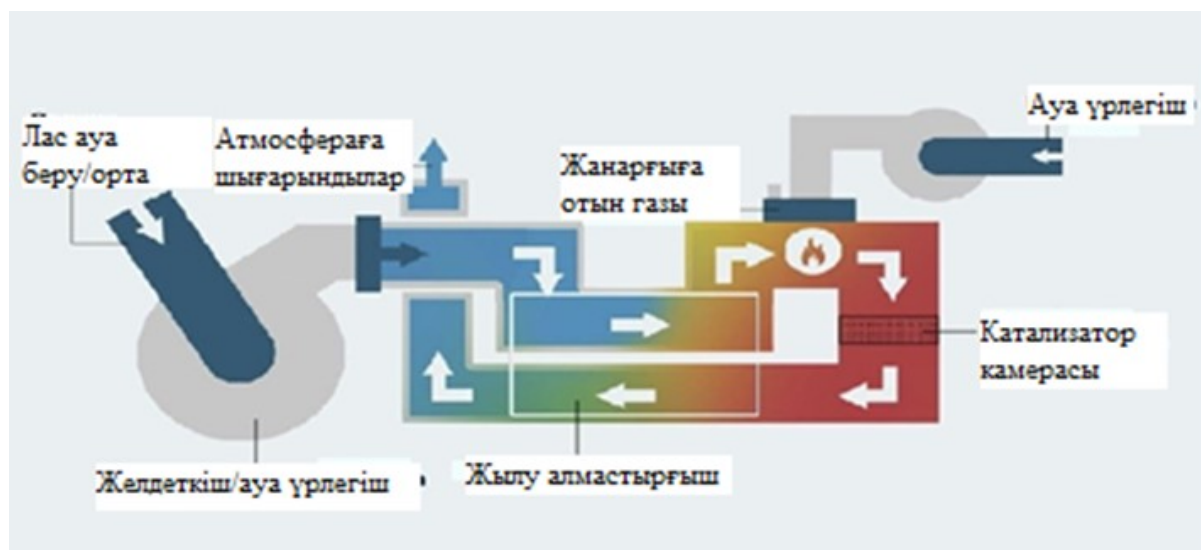 Лас ауа
беру/орта
Атмосфераға
шығарындылар
Жанарғыға
отын газы
Ауа үрлегіш
Катализатор
камерасы
Желдеткіш/ауа үрлегіш
Жылу алмастырғыш